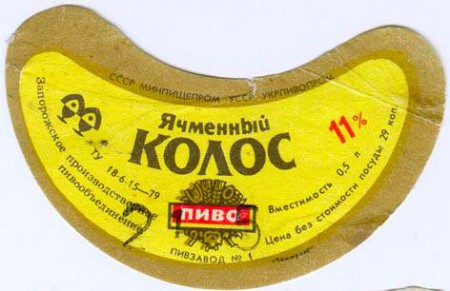 СССР МИНПИЩЕПРОМ УССР УКРПИВОПРОМ
Ячменный
КОЛОС
11%
ТУ 18-6-15—79
Запорожское производственное
пивообъединение
ПИВО
ПИВЗАВОД № 1
Вместимость 0,5 л
Цена без стоимости посуды 29 коп.